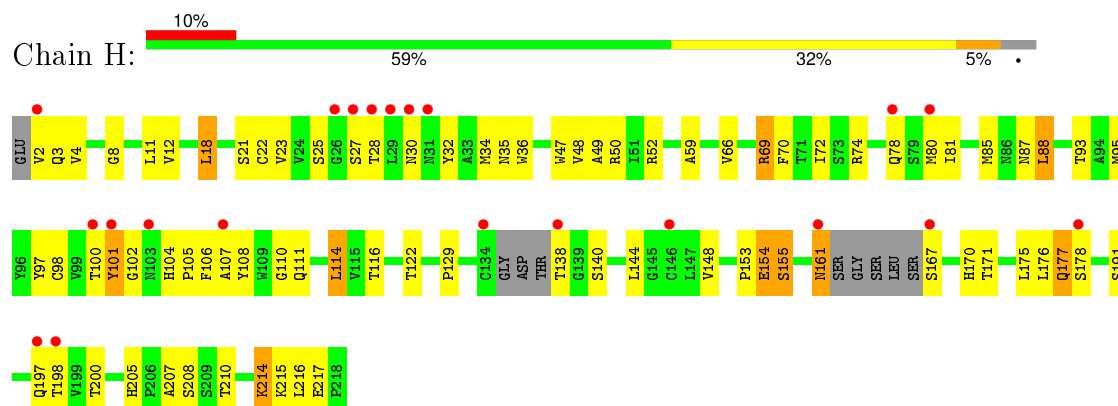 10%
Chain H:
59% 32% 5% •
GLU V2 Q3 V4 G8 L11 V12 L18 S21 C22 V23 V24 S25 G26 S27 T28 L29 N30 N31 Y32 A33 M34 N35 W36 W47 V48 A49 R50 I51 R52 A59 V66 R69 F70 T71 I72 S73 R74 Q78 S79 M80 I81 M85 N86 N87 L88 T93 A94 M95
Y96 Y97 C98 V99 T100 Y101 G102 N103 H104 P105 F106 A107 Y108 W109 G110 Q111 L114 V115 T116 T122 P129 C134 GLY ASP THR T138 G139 S140 L144 G145 C146 L147 V148 P153 E154 S155 N161 SER GLY SER LEU SER S167 H170 T171 L175 L176 Q177 S178 S191
Q197 T198 V199 T200 H205 P206 A207 S208 S209 T210 K214 K215 L216 E217 P218